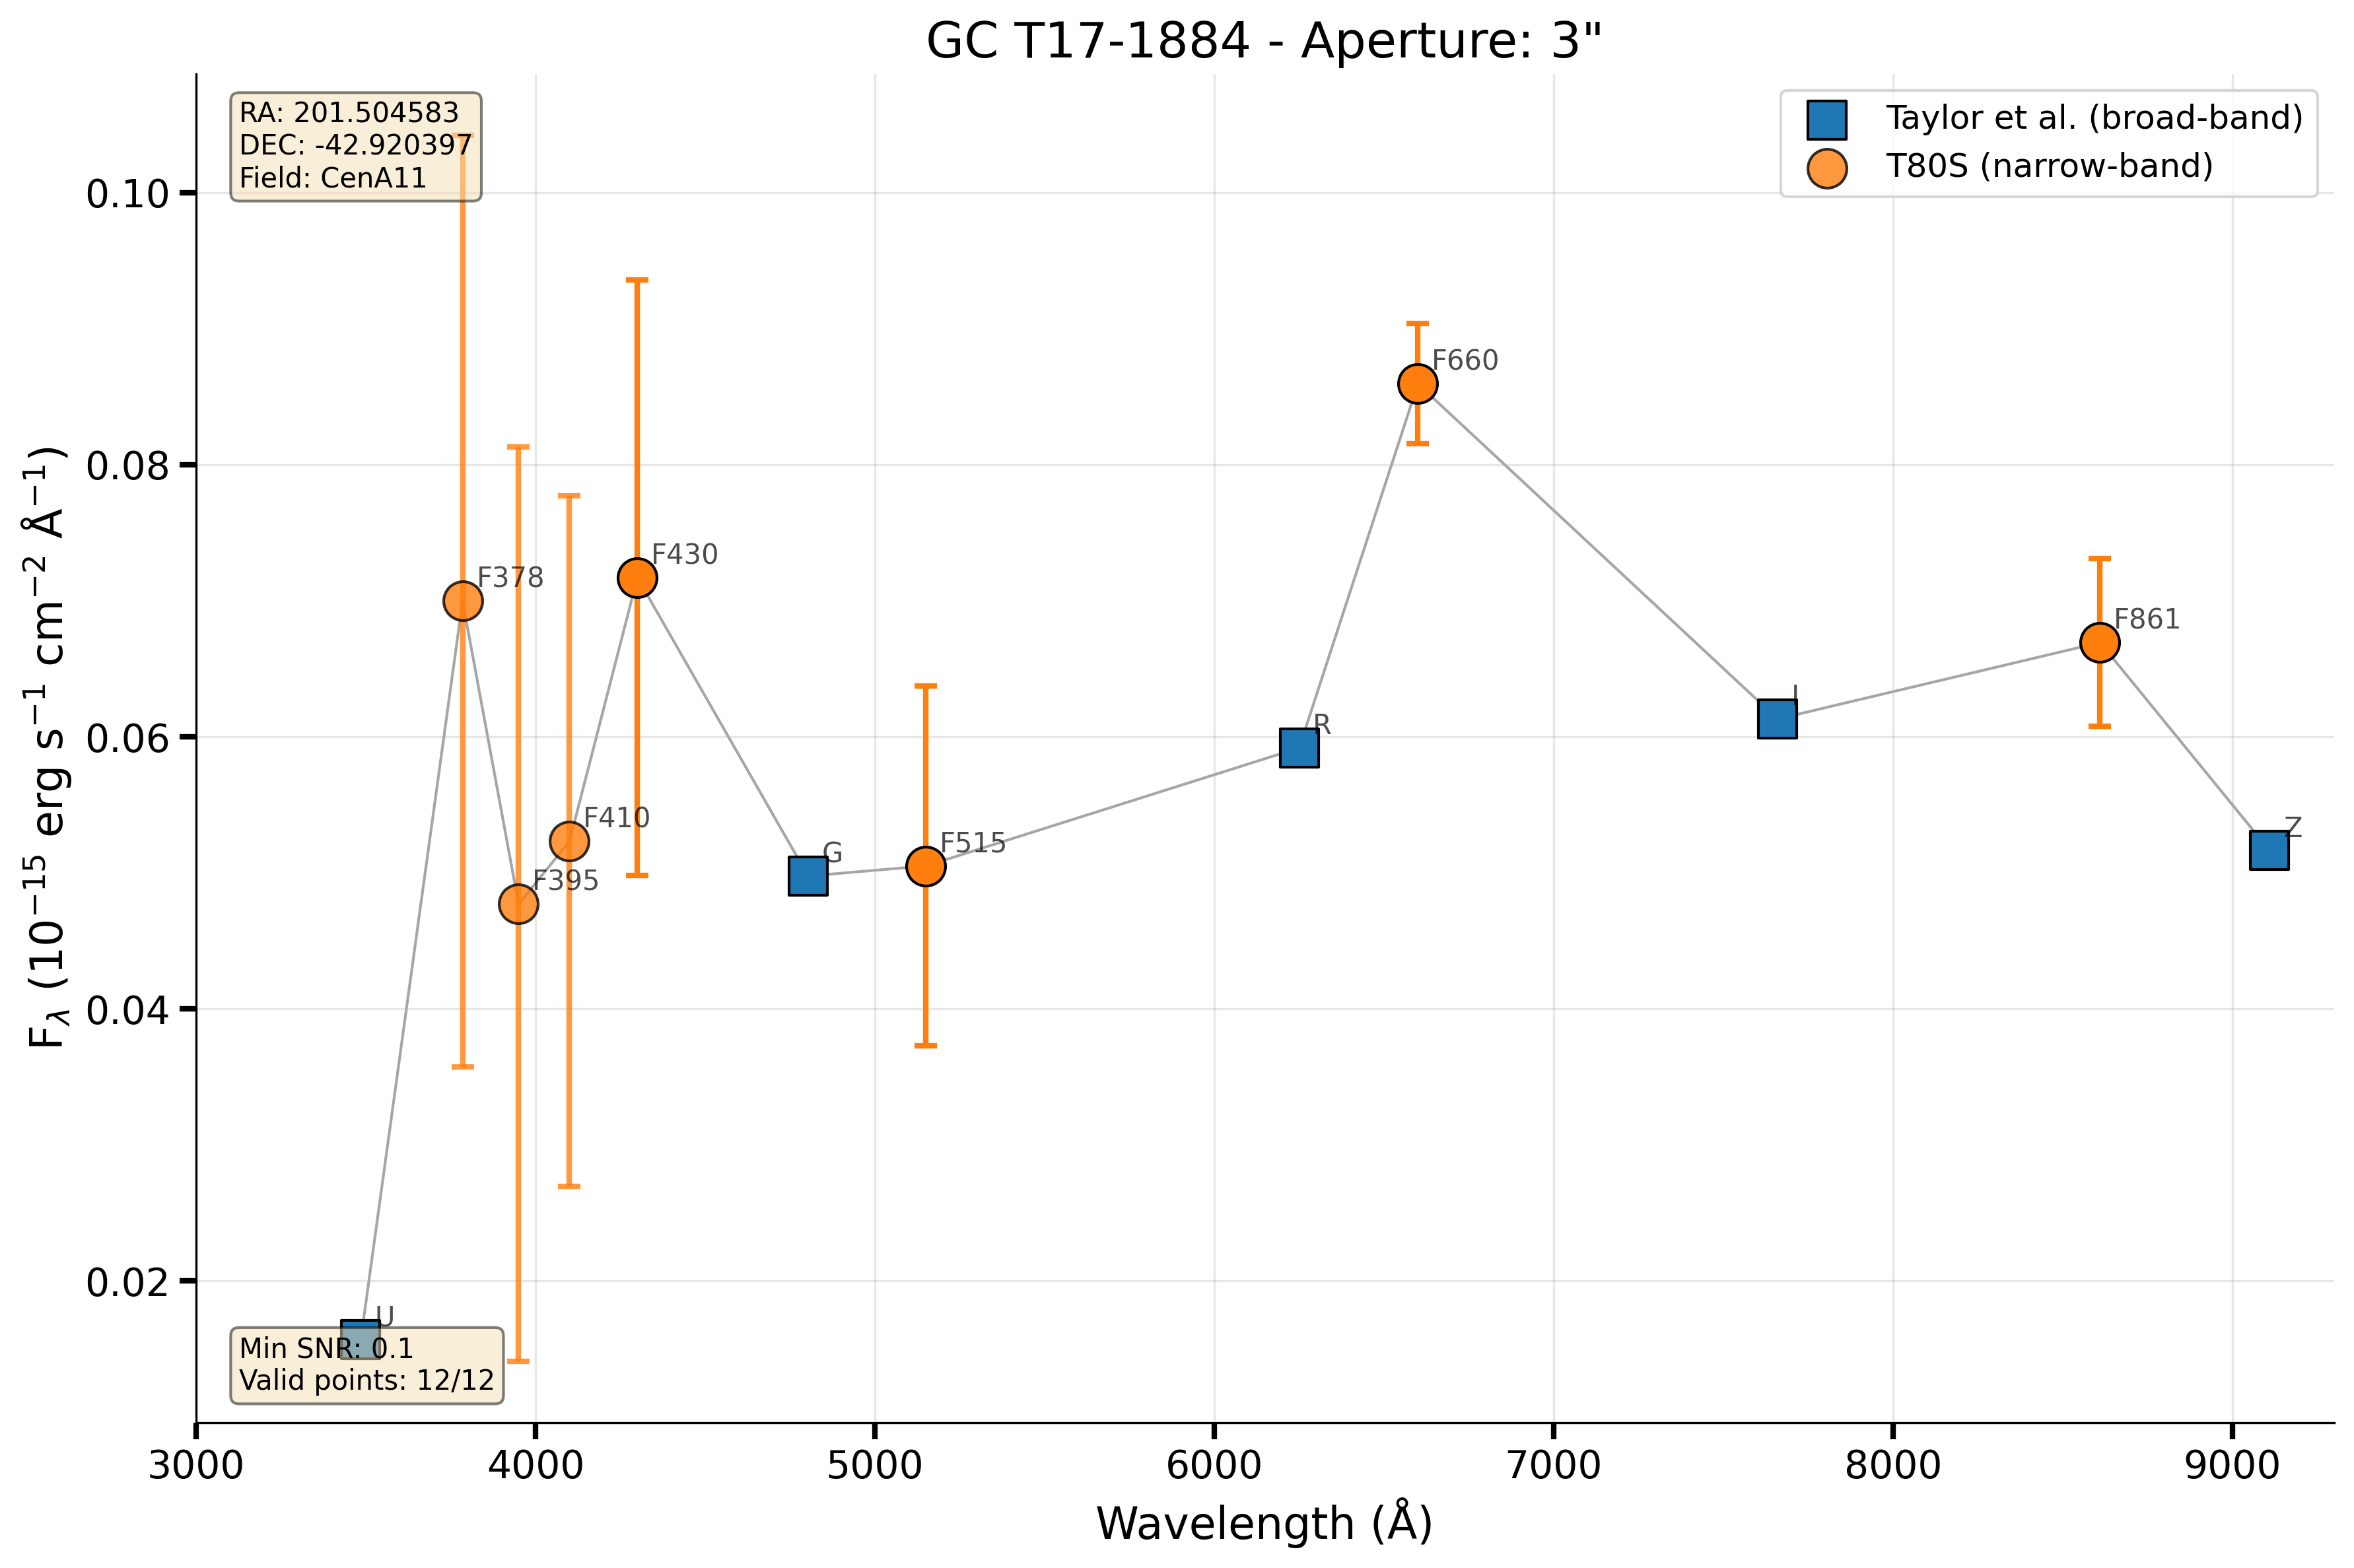 GC T17-1884 - Aperture: 3"
RA: 201.504583
DEC: -42.920397
Field: CenA11
Taylor et al. (broad-band)
T80S (narrow-band)
F$_{\lambda}$ (10$^{-15}$ erg s$^{-1}$ cm$^{-2}$ Å$^{-1}$)
0.10
0.08
0.06
0.04
0.02
F660
F430
F378
F861
I
R
F410
F515
G
F395
Z
U
Min SNR: 0.1
Valid points: 12/12
3000 4000 5000 6000 7000 8000 9000
Wavelength (Å)